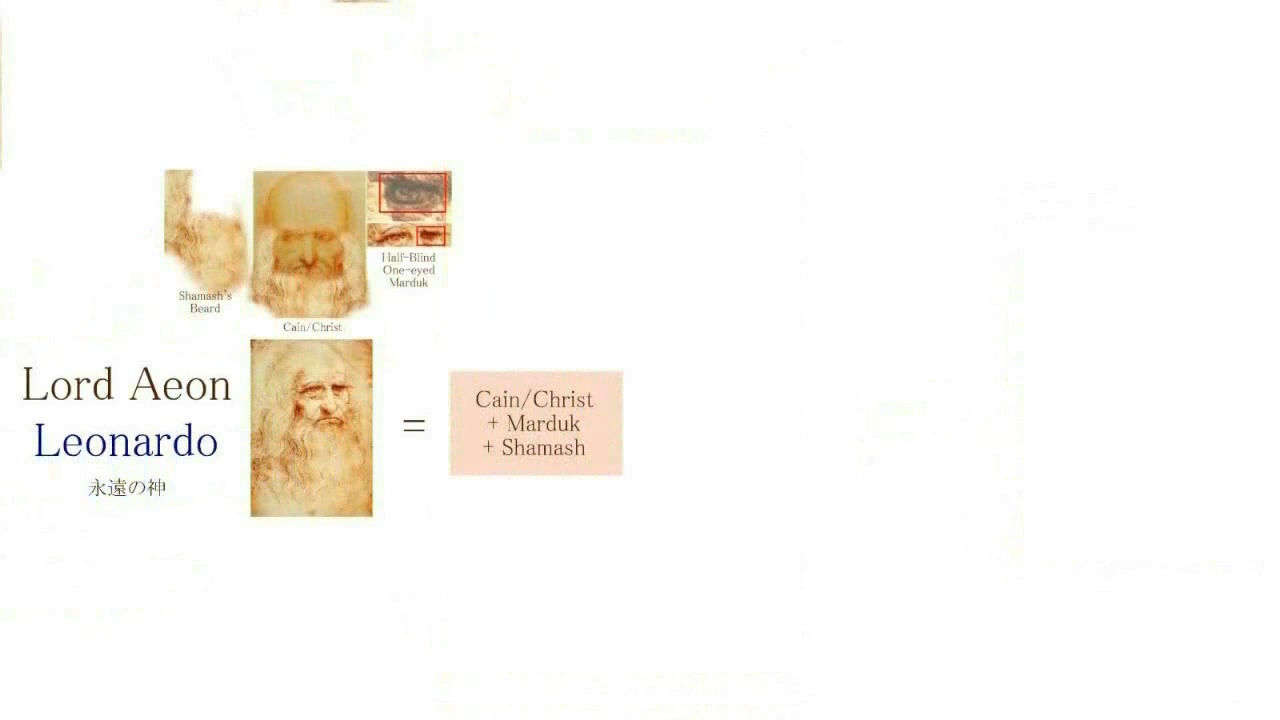 Half-Blind
One-eyed
Marduk
Shamash's
Beard
Cain/Christ
Lord Aeon
Leonardo
永遠の神
=
Cain/Christ
+ Marduk
+ Shamash